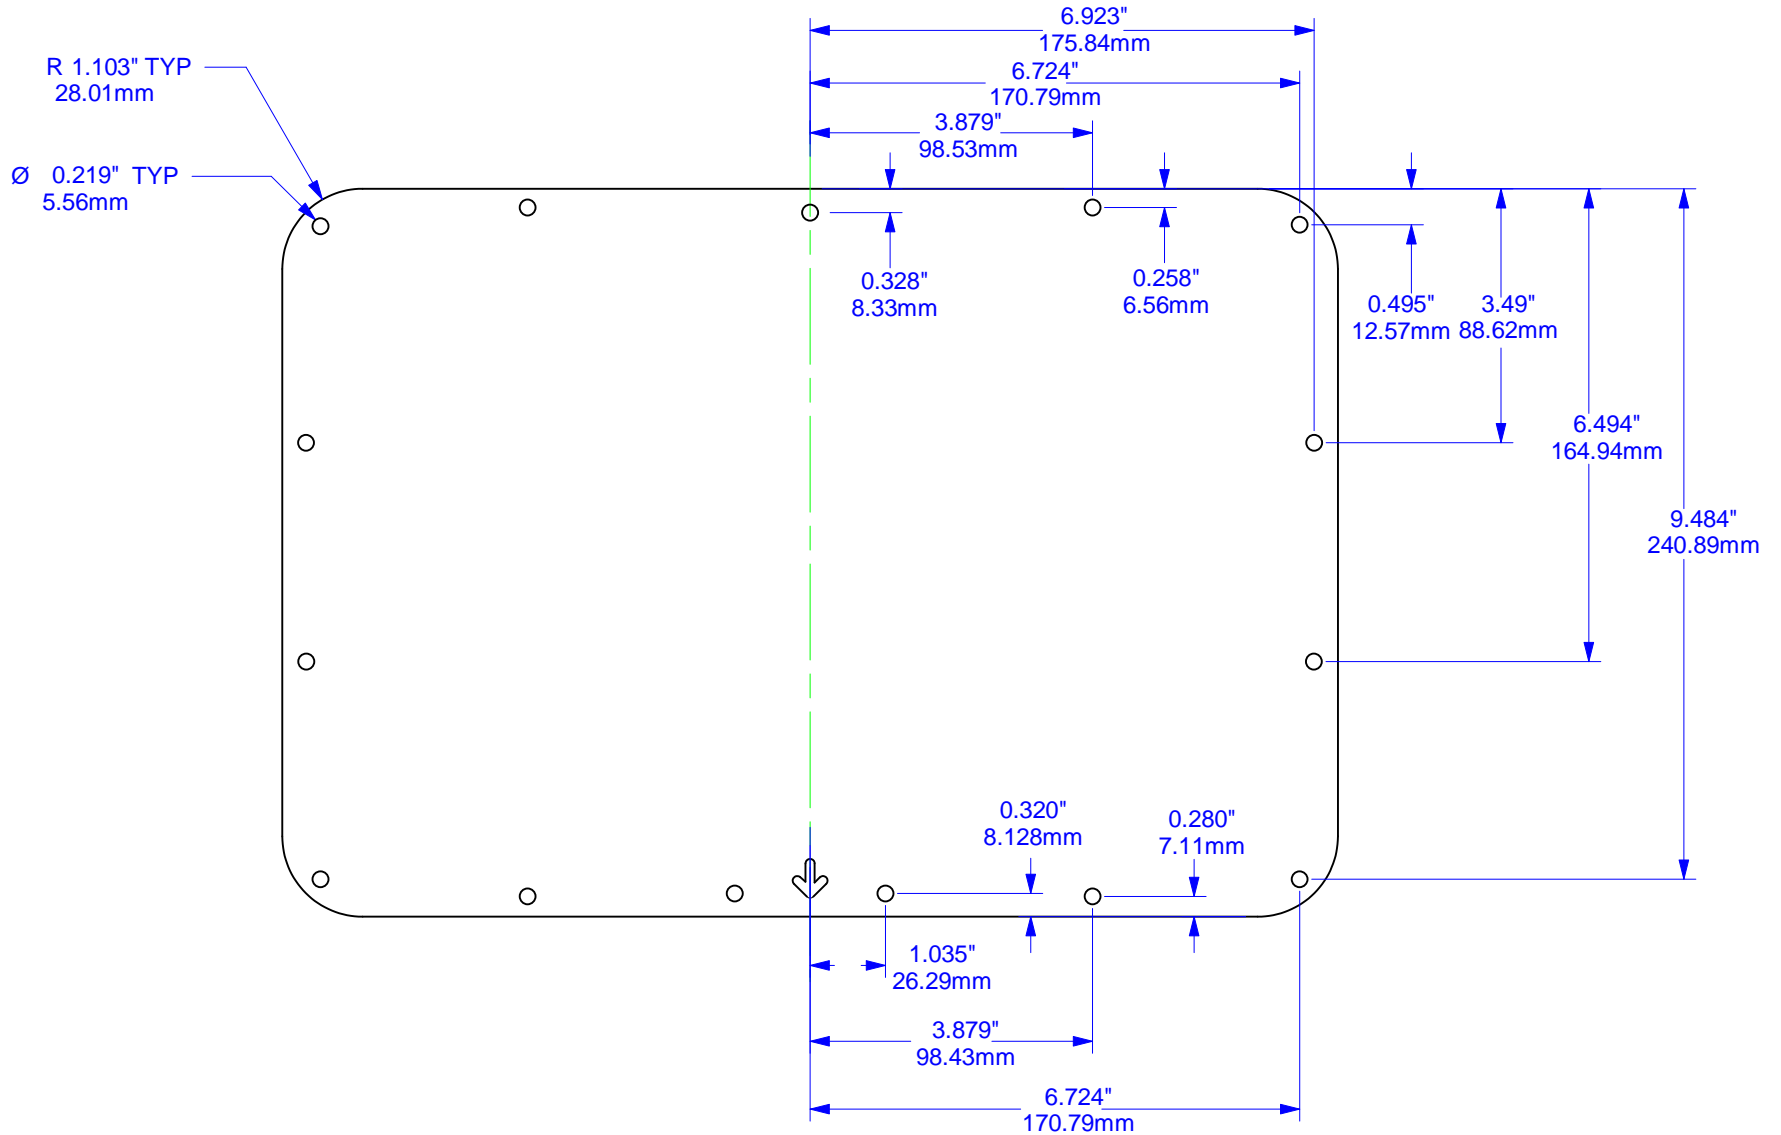 6.923"
175.84mm
R 1.103" TYP
28.01mm
6.724"
170.79mm
3.879"
98.53mm
Ø 0.219" TYP
5.56mm
0.328"
8.33mm
0.258"
6.56mm
0.495"
12.57mm
3.49"
88.62mm
6.494"
164.94mm
9.484"
240.89mm
0.320"
8.128mm
0.280"
7.11mm
1.035"
26.29mm
3.879"
98.43mm
6.724"
170.79mm